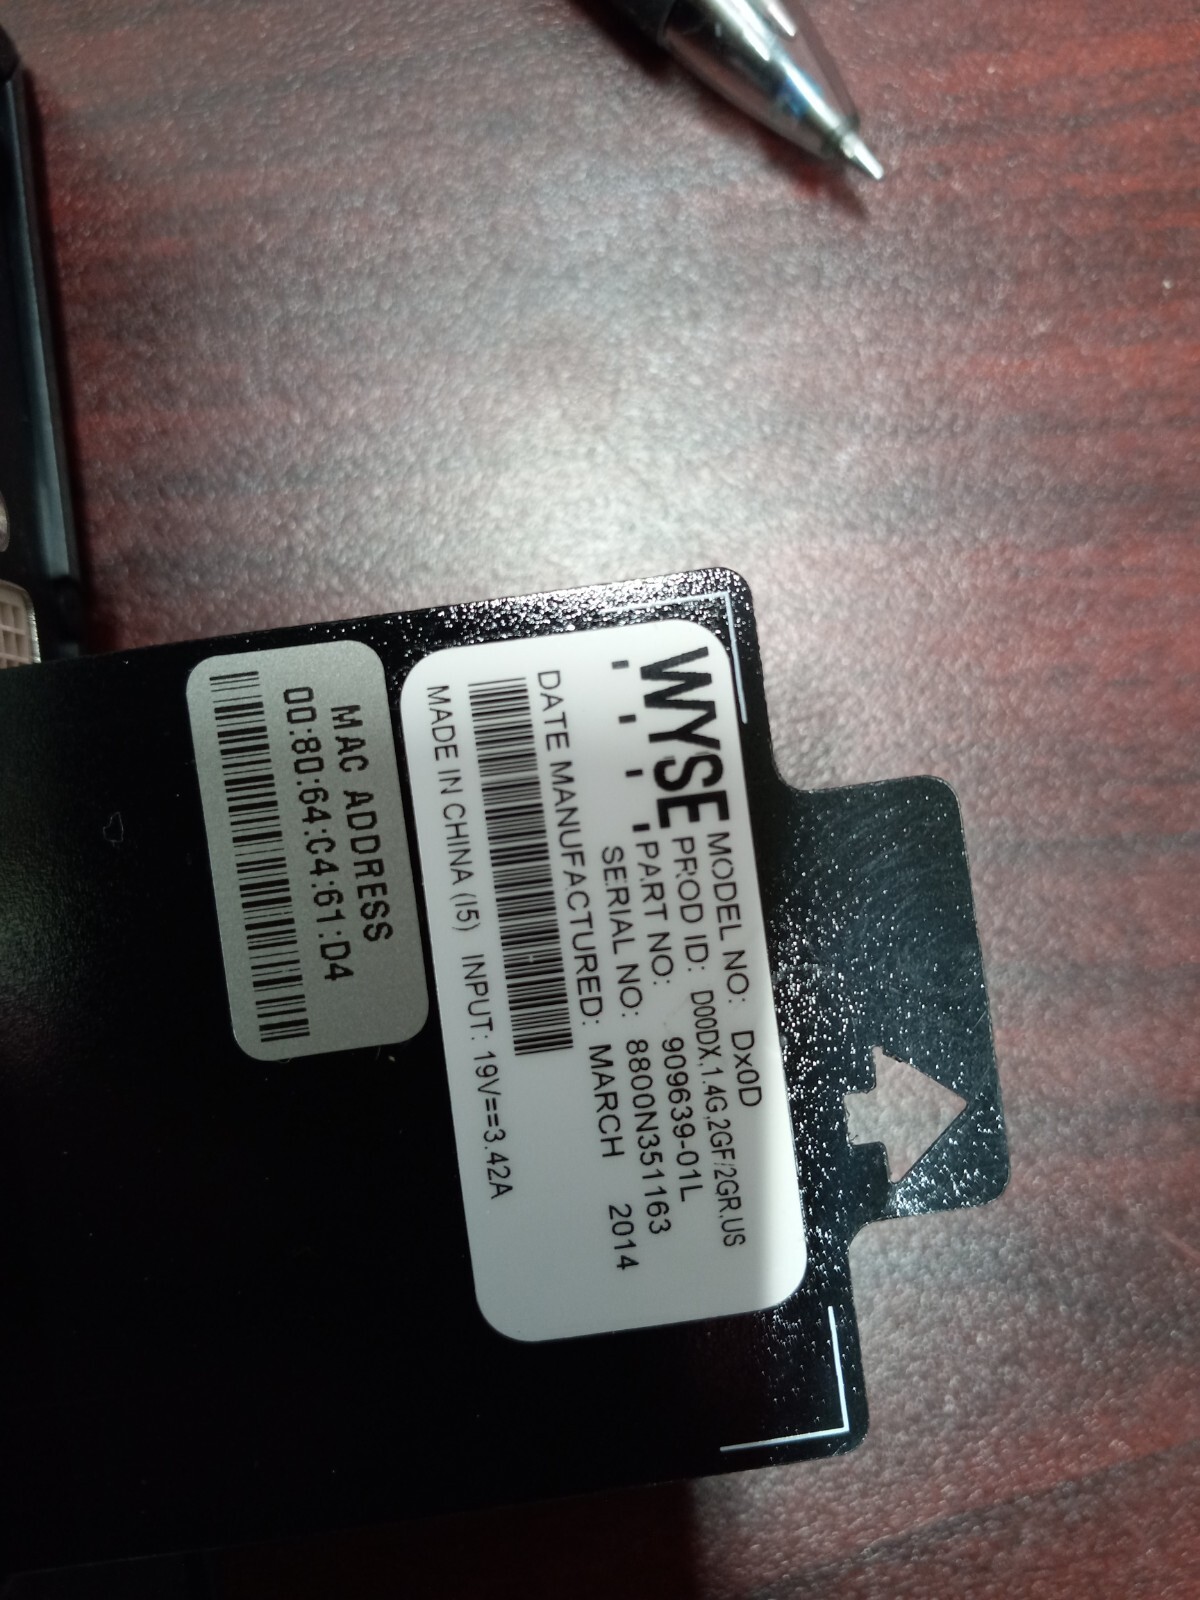 WYSE
MODEL NO: Dx0D
PROD ID: D00DX,1.4G,2GF/2GR,US
PART NO: 909639-01L
SERIAL NO: 8800N351163
DATE MANUFACTURED: MARCH 2014
MADE IN CHINA (I5) INPUT: 19V==3.42A
MAC ADDRESS
00:80:64:C4:61:D4